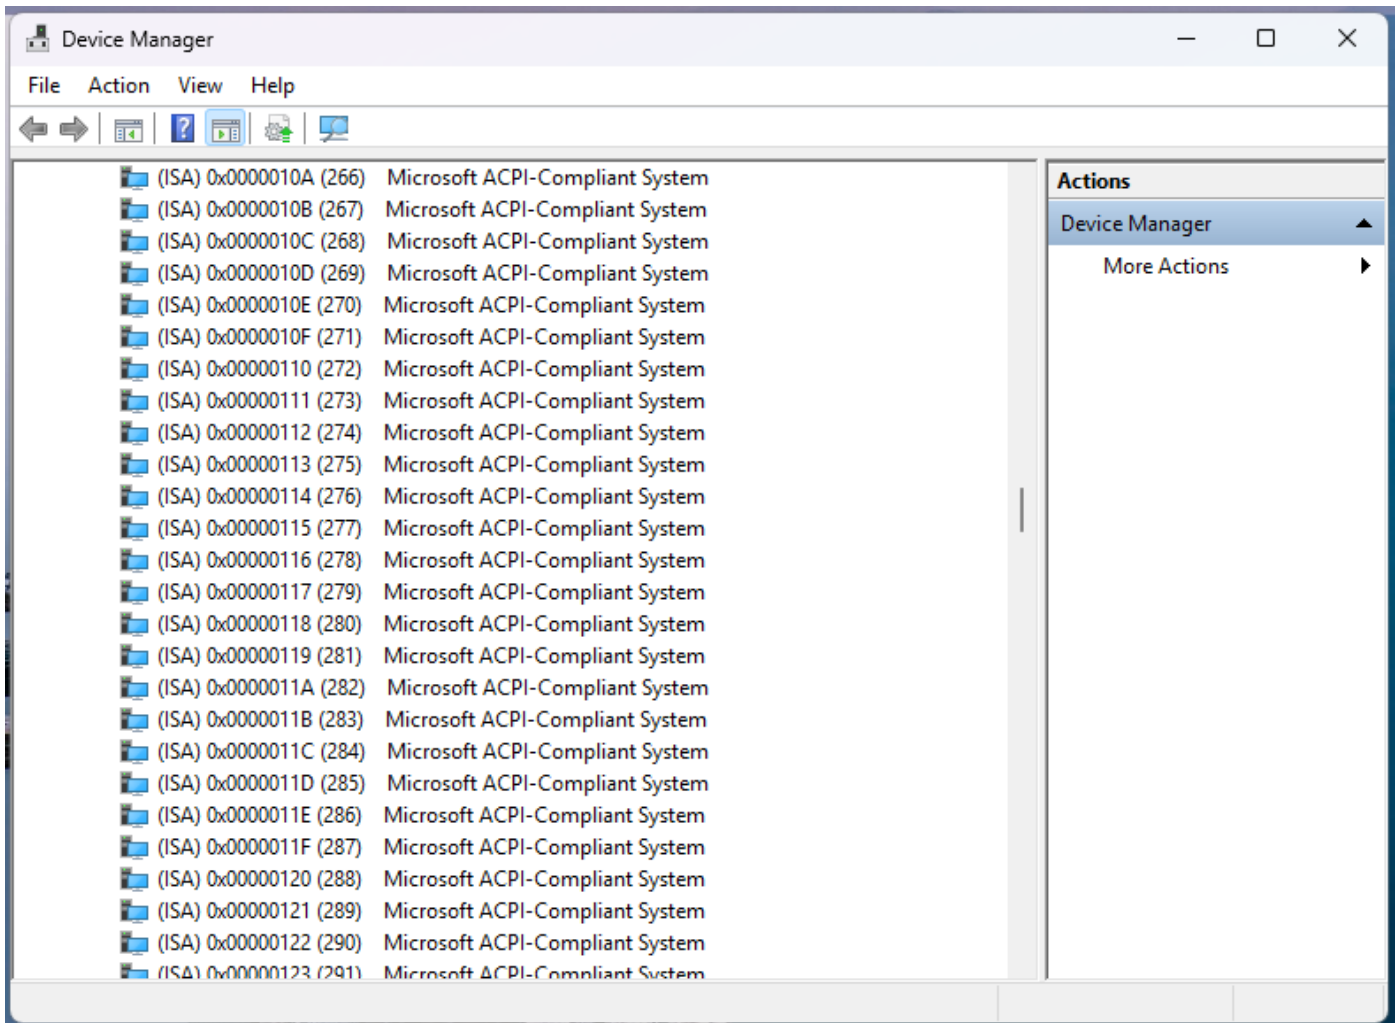 Device Manager
File Action View Help
(ISA) 0x0000010A (266) Microsoft ACPI-Compliant System
(ISA) 0x0000010B (267) Microsoft ACPI-Compliant System
(ISA) 0x0000010C (268) Microsoft ACPI-Compliant System
(ISA) 0x0000010D (269) Microsoft ACPI-Compliant System
(ISA) 0x0000010E (270) Microsoft ACPI-Compliant System
(ISA) 0x0000010F (271) Microsoft ACPI-Compliant System
(ISA) 0x00000110 (272) Microsoft ACPI-Compliant System
(ISA) 0x00000111 (273) Microsoft ACPI-Compliant System
(ISA) 0x00000112 (274) Microsoft ACPI-Compliant System
(ISA) 0x00000113 (275) Microsoft ACPI-Compliant System
(ISA) 0x00000114 (276) Microsoft ACPI-Compliant System
(ISA) 0x00000115 (277) Microsoft ACPI-Compliant System
(ISA) 0x00000116 (278) Microsoft ACPI-Compliant System
(ISA) 0x00000117 (279) Microsoft ACPI-Compliant System
(ISA) 0x00000118 (280) Microsoft ACPI-Compliant System
(ISA) 0x00000119 (281) Microsoft ACPI-Compliant System
(ISA) 0x0000011A (282) Microsoft ACPI-Compliant System
(ISA) 0x0000011B (283) Microsoft ACPI-Compliant System
(ISA) 0x0000011C (284) Microsoft ACPI-Compliant System
(ISA) 0x0000011D (285) Microsoft ACPI-Compliant System
(ISA) 0x0000011E (286) Microsoft ACPI-Compliant System
(ISA) 0x0000011F (287) Microsoft ACPI-Compliant System
(ISA) 0x00000120 (288) Microsoft ACPI-Compliant System
(ISA) 0x00000121 (289) Microsoft ACPI-Compliant System
(ISA) 0x00000122 (290) Microsoft ACPI-Compliant System
(ISA) 0x00000123 (291) Microsoft ACPI-Compliant System
Actions
Device Manager
More Actions